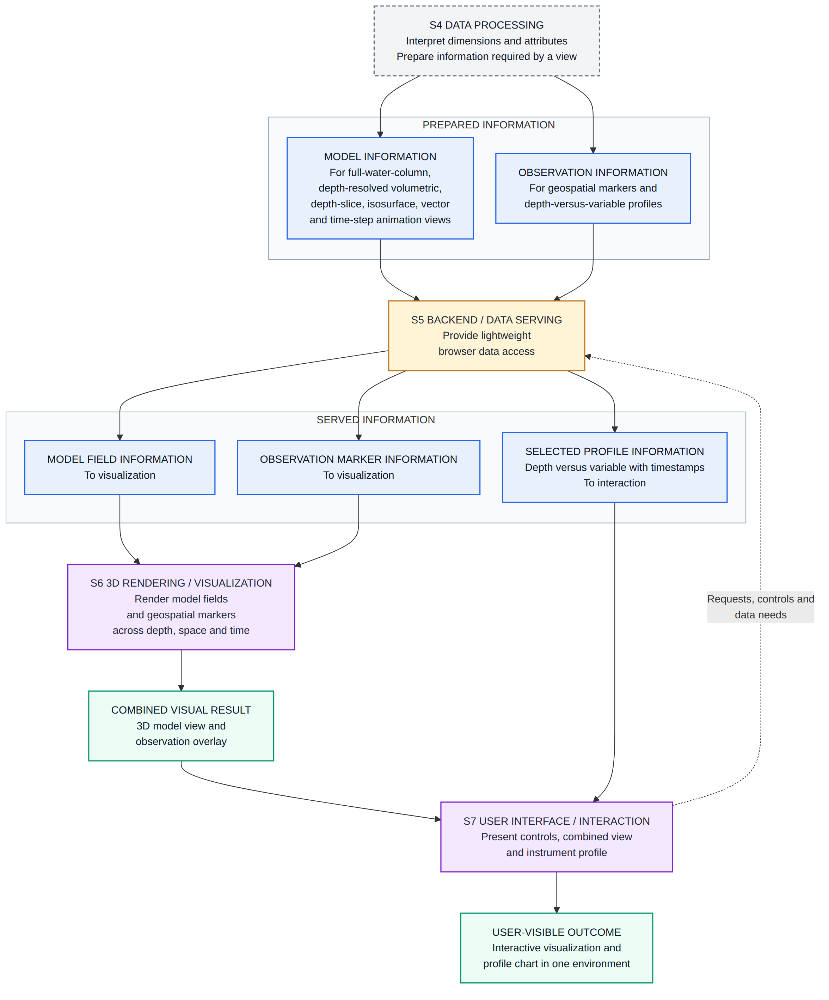 S4 DATA PROCESSING
Interpret dimensions and attributes
Prepare information required by a view
PREPARED INFORMATION
MODEL INFORMATION
For full-water-column,
depth-resolved volumetric,
depth-slice, isosurface, vector
and time-step animation views
OBSERVATION INFORMATION
For geospatial markers and
depth-versus-variable profiles
S5 BACKEND / DATA SERVING
Provide lightweight
browser data access
SERVED INFORMATION
MODEL FIELD INFORMATION
To visualization
OBSERVATION MARKER INFORMATION
To visualization
SELECTED PROFILE INFORMATION
Depth versus variable with timestamps
To interaction
S6 3D RENDERING / VISUALIZATION
Render model fields
and geospatial markers
across depth, space and time
Requests, controls and
data needs
COMBINED VISUAL RESULT
3D model view and
observation overlay
S7 USER INTERFACE / INTERACTION
Present controls, combined view
and instrument profile
USER-VISIBLE OUTCOME
Interactive visualization and
profile chart in one environment